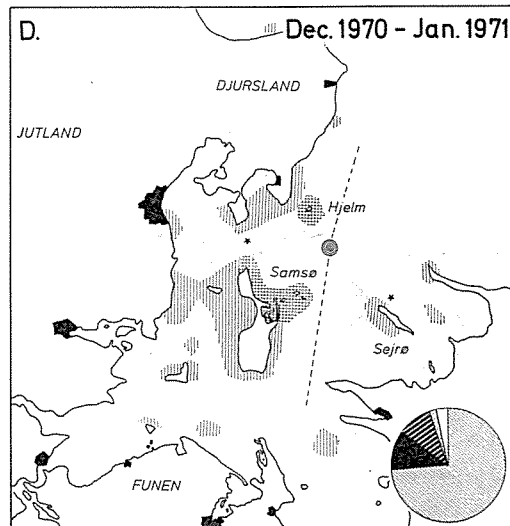 D. Dec. 1970 - Jan. 1971
DJURSLAND
JUTLAND
Hjelm
Samsø
Sejrø
FUNEN